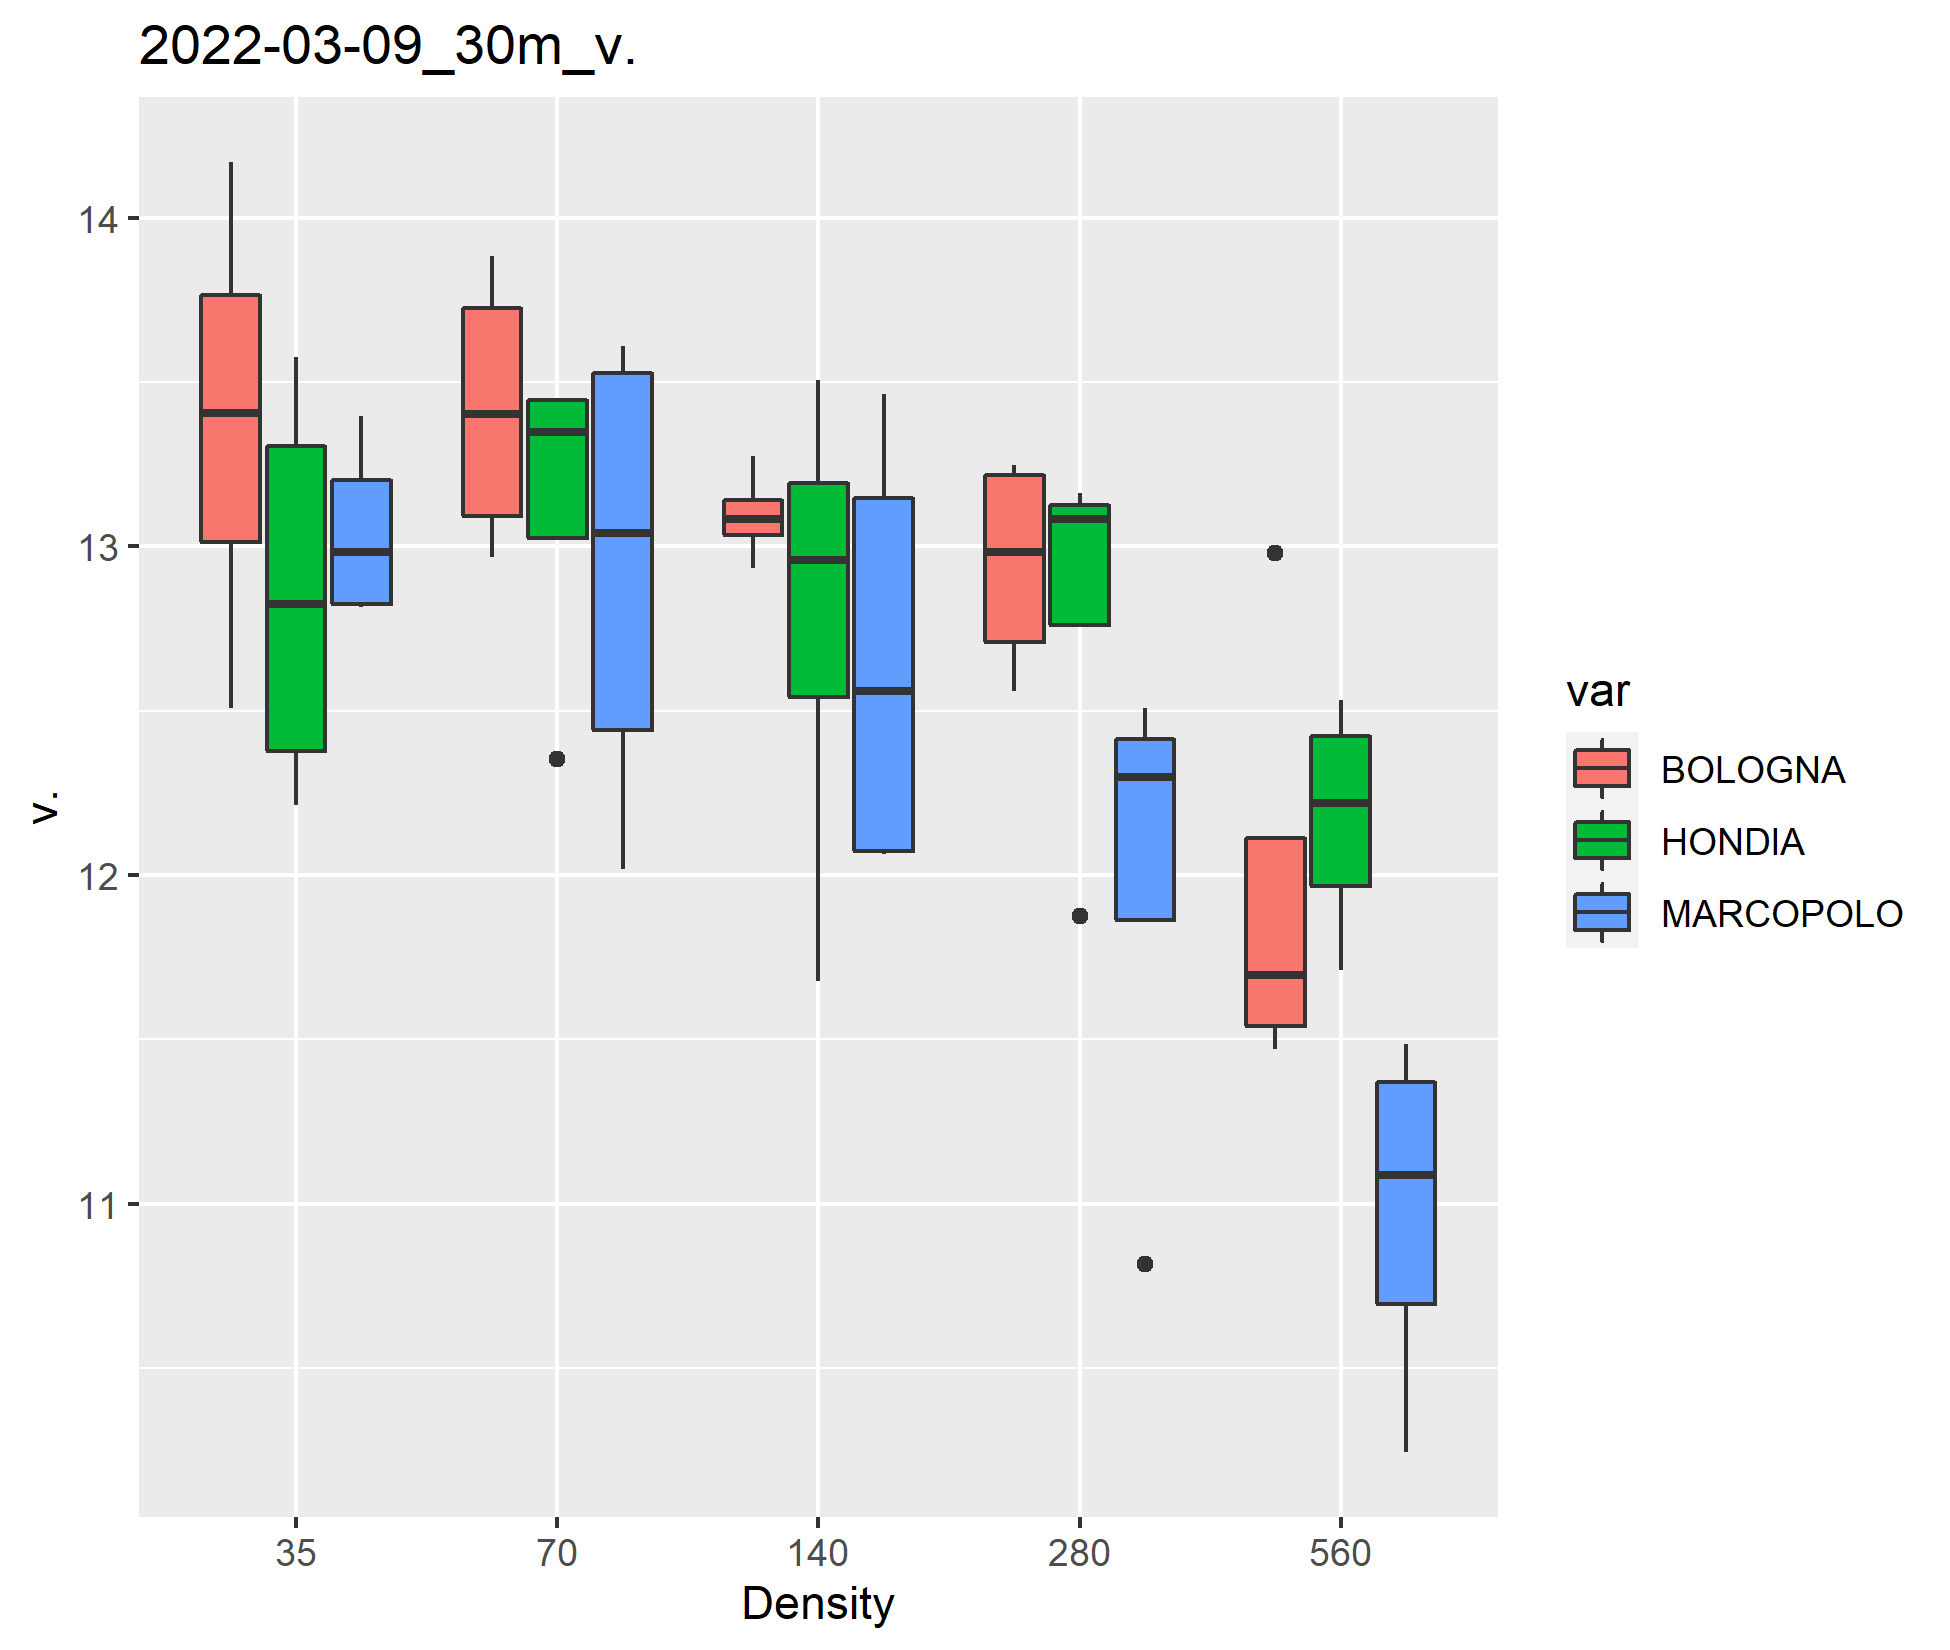 2022-03-09_30m_v.
14
13
12
11
v.
35 70 140 280 560
Density
var
BOLOGNA
HONDIA
MARCOPOLO